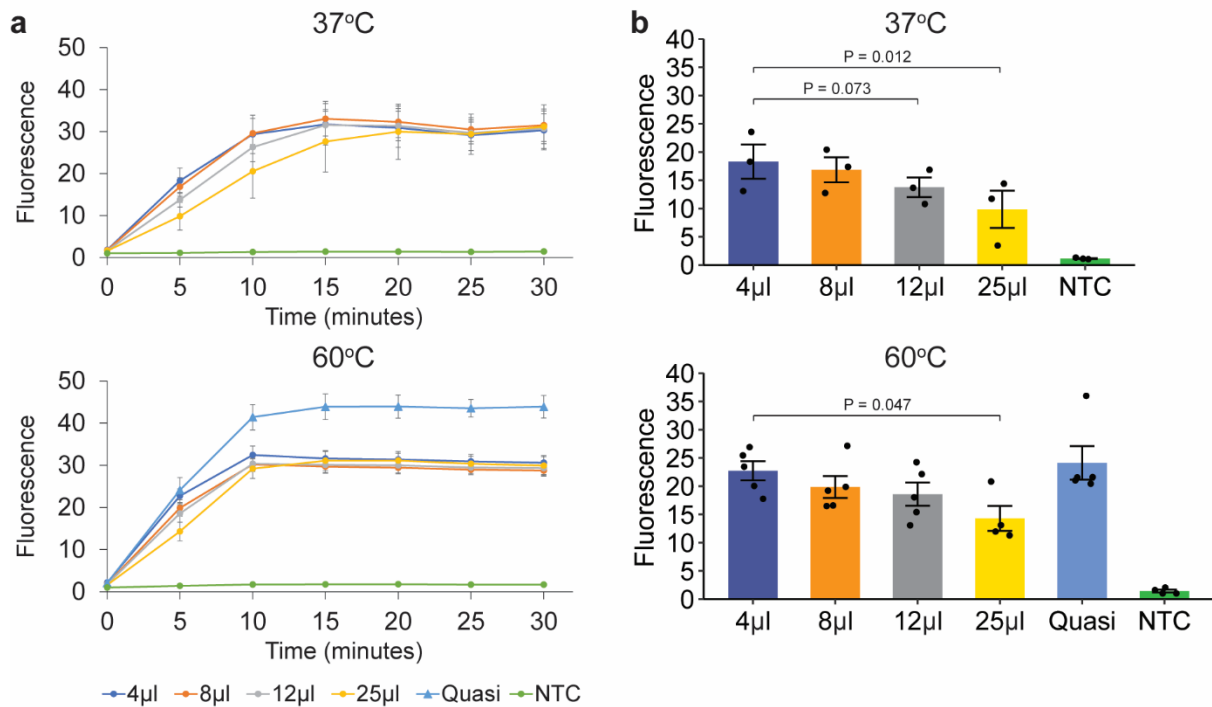 a
37°C
Fluorescence
50
40
30
20
10
0
0 5 10 15 20 25 30
Time (minutes)
60°C
Fluorescence
50
40
30
20
10
0
0 5 10 15 20 25 30
Time (minutes)
4µl 8µl 12µl 25µl Quasi NTC
b
37°C
Fluorescence
40
35
30
25
20
15
10
5
0
P = 0.012
P = 0.073
4µl 8µl 12µl 25µl NTC
60°C
Fluorescence
40
35
30
25
20
15
10
5
0
P = 0.047
4µl 8µl 12µl 25µl Quasi NTC